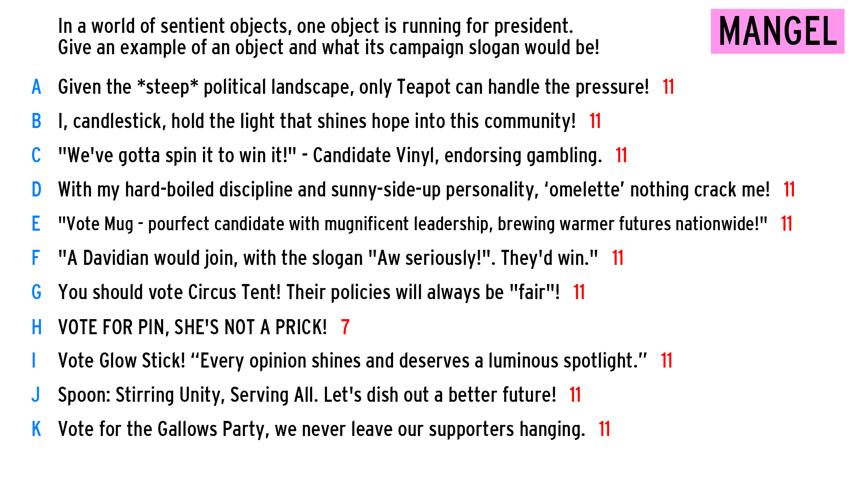 In a world of sentient objects, one object is running for president.
Give an example of an object and what its campaign slogan would be!
MANGEL
A Given the *steep* political landscape, only Teapot can handle the pressure! 11
B I, candlestick, hold the light that shines hope into this community! 11
C "We've gotta spin it to win it!" - Candidate Vinyl, endorsing gambling. 11
D With my hard-boiled discipline and sunny-side-up personality, ‘omelette’ nothing crack me! 11
E "Vote Mug - pourfect candidate with mugnificent leadership, brewing warmer futures nationwide!" 11
F "A Davidian would join, with the slogan "Aw seriously!". They'd win." 11
G You should vote Circus Tent! Their policies will always be "fair"! 11
H VOTE FOR PIN, SHE'S NOT A PRICK! 7
I Vote Glow Stick! “Every opinion shines and deserves a luminous spotlight.” 11
J Spoon: Stirring Unity, Serving All. Let's dish out a better future! 11
K Vote for the Gallows Party, we never leave our supporters hanging. 11